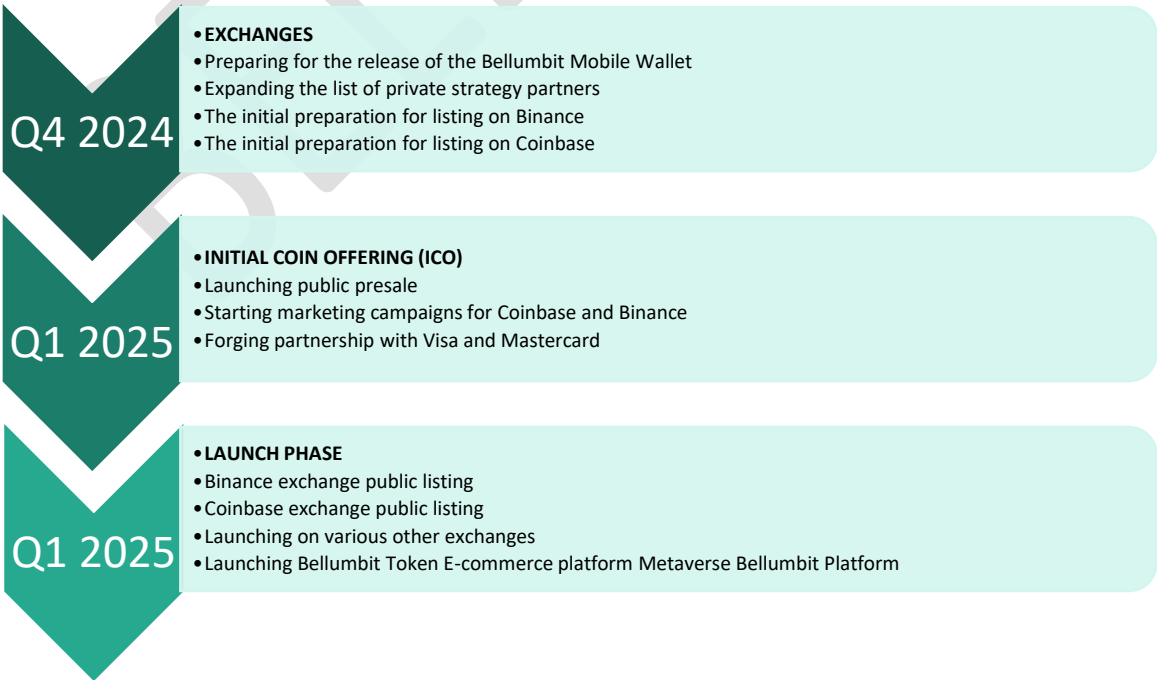 Q4 2024
•EXCHANGES
•Preparing for the release of the Bellumbit Mobile Wallet
•Expanding the list of private strategy partners
•The initial preparation for listing on Binance
•The initial preparation for listing on Coinbase
Q1 2025
•INITIAL COIN OFFERING (ICO)
•Launching public presale
•Starting marketing campaigns for Coinbase and Binance
•Forging partnership with Visa and Mastercard
Q1 2025
•LAUNCH PHASE
•Binance exchange public listing
•Coinbase exchange public listing
•Launching on various other exchanges
•Launching Bellumbit Token E-commerce platform Metaverse Bellumbit Platform